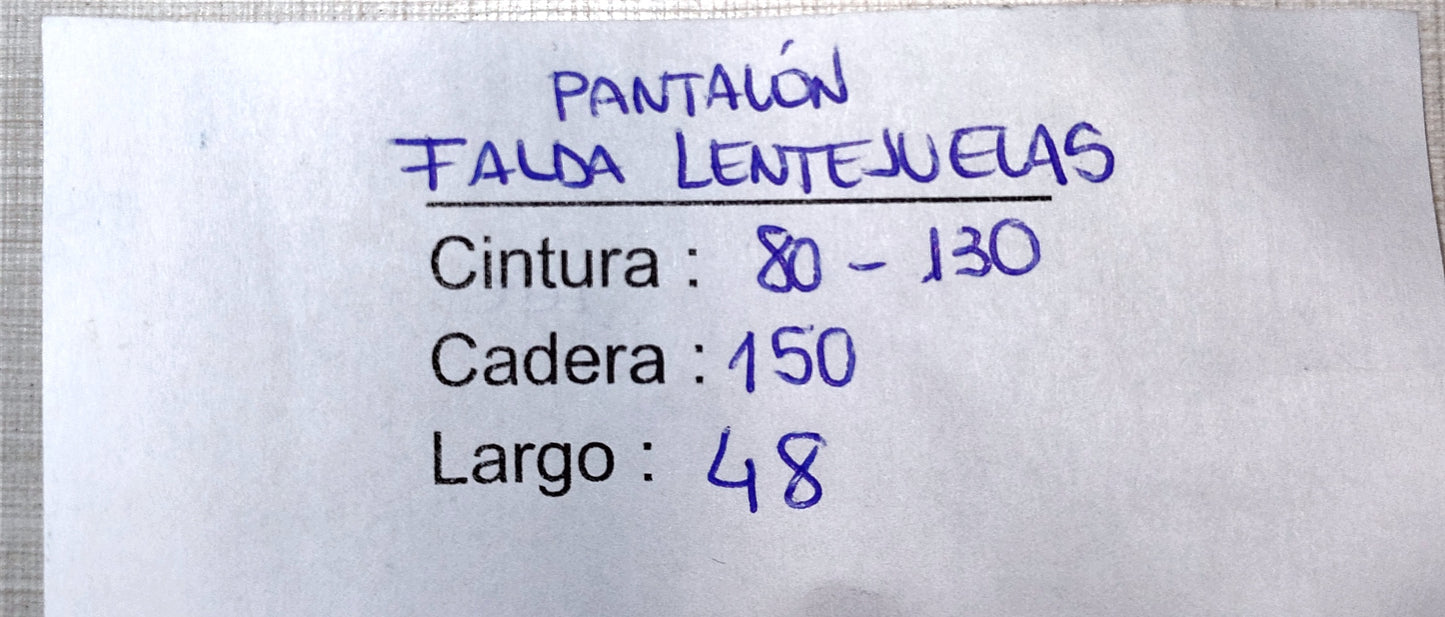 PANTALÓN
FALDA LENTEJUELAS
Cintura : 80 - 130
Cadera : 150
Largo : 48